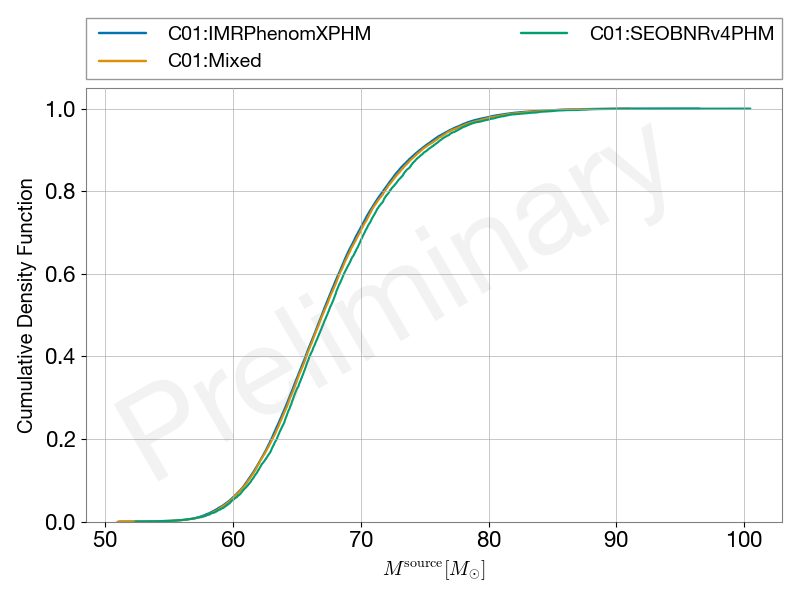 C01:IMRPhenomXPHM
C01:Mixed
C01:SEOBNRv4PHM
Cumulative Density Function
1.0
0.8
0.6
0.4
0.2
0.0
50 60 70 80 90 100
M^source [M_⊙]
Preliminary